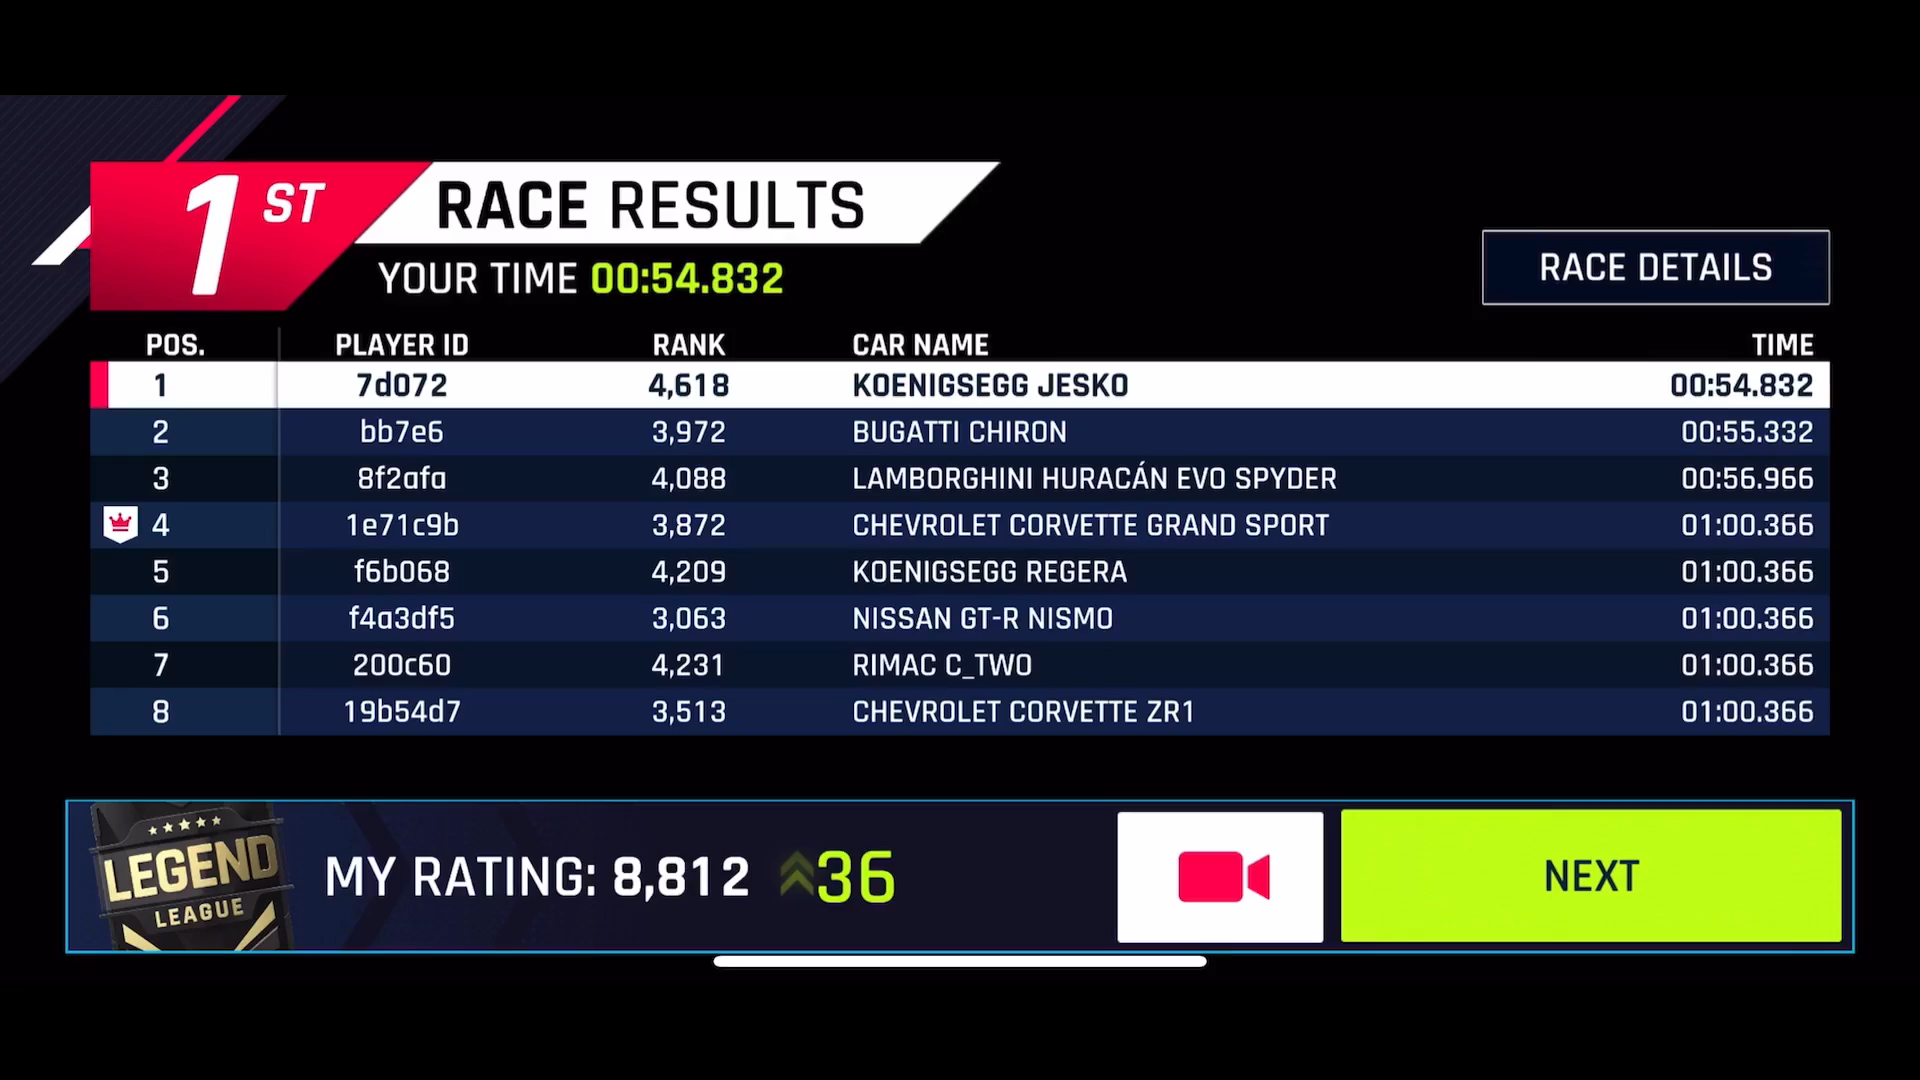 1ST
RACE RESULTS
YOUR TIME 00:54.832
RACE DETAILS
POS. PLAYER ID RANK CAR NAME TIME
1 7d072 4,618 KOENIGSEGG JESKO 00:54.832
2 bb7e6 3,972 BUGATTI CHIRON 00:55.332
3 8f2afa 4,088 LAMBORGHINI HURACÁN EVO SPYDER 00:56.966
4 1e71c9b 3,872 CHEVROLET CORVETTE GRAND SPORT 01:00.366
5 f6b068 4,209 KOENIGSEGG REGERA 01:00.366
6 f4a3df5 3,063 NISSAN GT-R NISMO 01:00.366
7 200c60 4,231 RIMAC C_TWO 01:00.366
8 19b54d7 3,513 CHEVROLET CORVETTE ZR1 01:00.366
LEGEND
LEAGUE
MY RATING: 8,812 36
NEXT